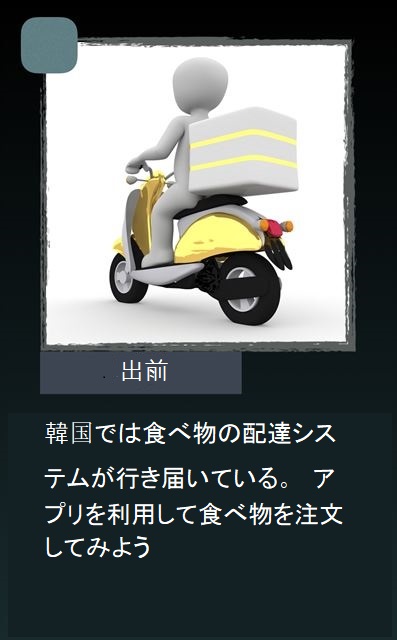 出前
韓国では食べ物の配達シス
テムが行き届いている。 ア
プリを利用して食べ物を注文
してみよう